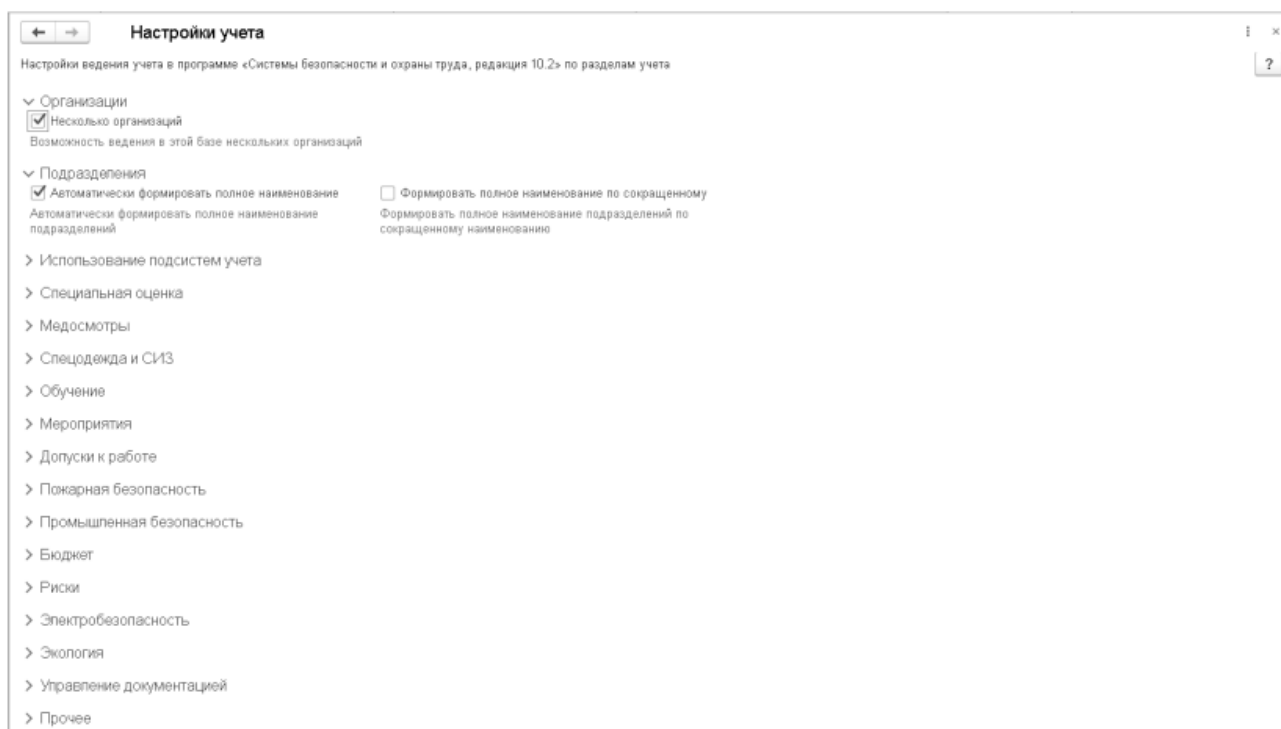 Настройки учета
Настройки ведения учета в программе «Системы безопасности и охраны труда, редакция 10.2» по разделам учета
?
Организации
Несколько организаций
Возможность ведения в этой базе нескольких организаций
Подразделения
Автоматически формировать полное наименование
Формировать полное наименование по сокращенному
Автоматически формировать полное наименование
подразделений
Формировать полное наименование подразделений по
сокращенному наименованию
Использование подсистем учета
Специальная оценка
Медосмотры
Спецодежда и СИЗ
Обучение
Мероприятия
Допуски к работе
Пожарная безопасность
Промышленная безопасность
Бюджет
Риски
Электробезопасность
Экология
Управление документацией
Прочее